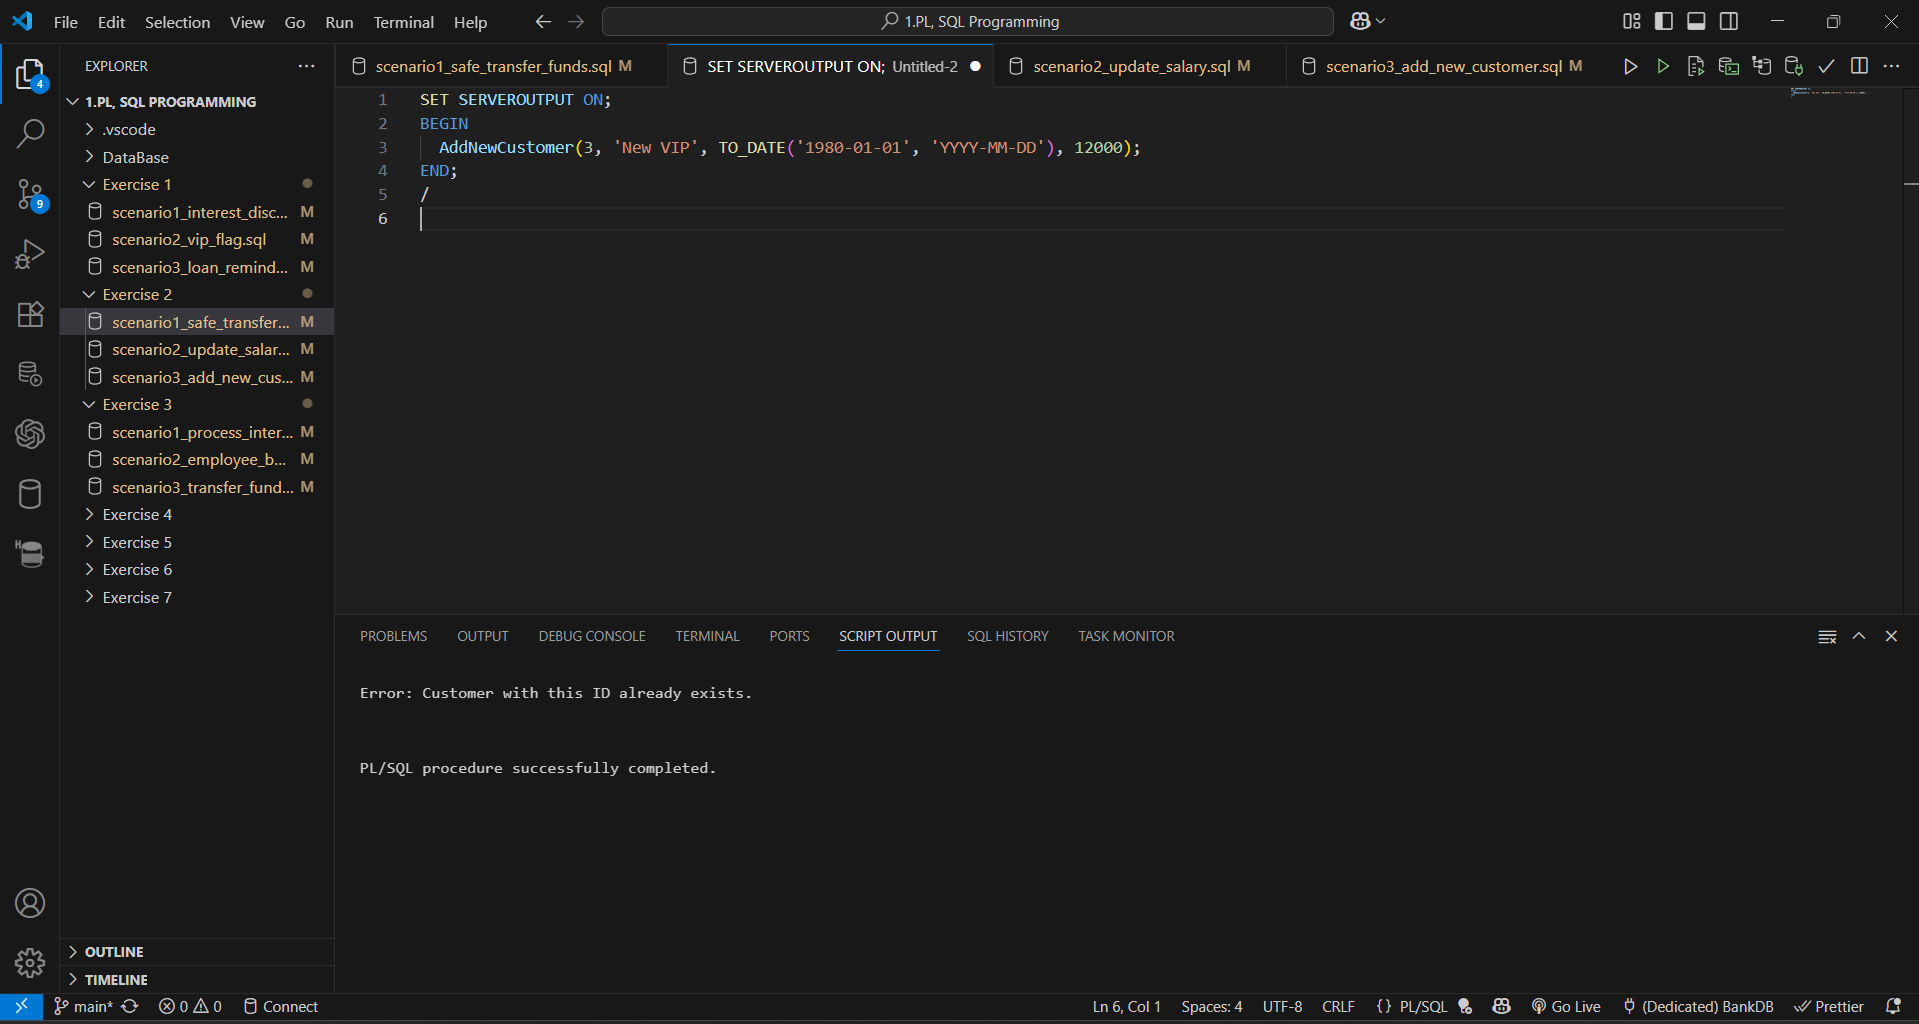 File Edit Selection View Go Run Terminal Help
1.PL, SQL Programming
EXPLORER
1.PL, SQL PROGRAMMING
.vscode
DataBase
Exercise 1
scenario1_interest_disc... M
scenario2_vip_flag.sql M
scenario3_loan_remind... M
Exercise 2
scenario1_safe_transfer... M
scenario2_update_salar... M
scenario3_add_new_cus... M
Exercise 3
scenario1_process_inter... M
scenario2_employee_b... M
scenario3_transfer_fund... M
Exercise 4
Exercise 5
Exercise 6
Exercise 7
OUTLINE
TIMELINE
4
9
H
scenario1_safe_transfer_funds.sql M
SET SERVEROUTPUT ON; Untitled-2
scenario2_update_salary.sql M
scenario3_add_new_customer.sql M
1 SET SERVEROUTPUT ON;
2 BEGIN
3 AddNewCustomer(3, 'New VIP', TO_DATE('1980-01-01', 'YYYY-MM-DD'), 12000);
4 END;
5 /
6
PROBLEMS OUTPUT DEBUG CONSOLE TERMINAL PORTS SCRIPT OUTPUT SQL HISTORY TASK MONITOR
Error: Customer with this ID already exists.
PL/SQL procedure successfully completed.
main* 0 0 Connect Ln 6, Col 1 Spaces: 4 UTF-8 CRLF {} PL/SQL Go Live (Dedicated) BankDB Prettier